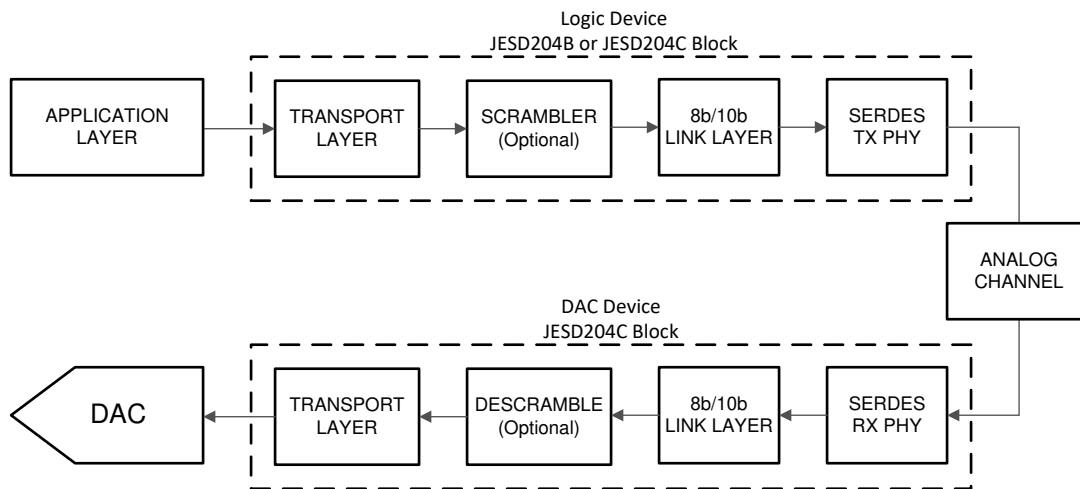 Logic Device
JESD204B or JESD204C Block
APPLICATION
LAYER
TRANSPORT
LAYER
SCRAMBLER
(Optional)
8b/10b
LINK LAYER
SERDES
TX PHY
ANALOG
CHANNEL
DAC Device
JESD204C Block
DAC
TRANSPORT
LAYER
DESCRAMBLE
(Optional)
8b/10b
LINK LAYER
SERDES
RX PHY